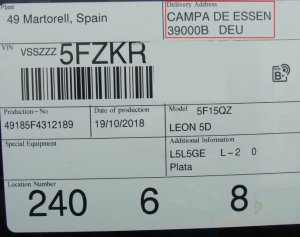 Plant
49 Martorell, Spain
Delivery Address
CAMPA DE ESSEN
39000B DEU
VIN
VSSZZZ 5FZKR
Production-No
49185F4312189
Date of production
19/10/2018
Model
5F15QZ
LEON 5D
Special Equipment
Additional Information
L5L5GE L-2 0
Plata
Location Number
240 6 8